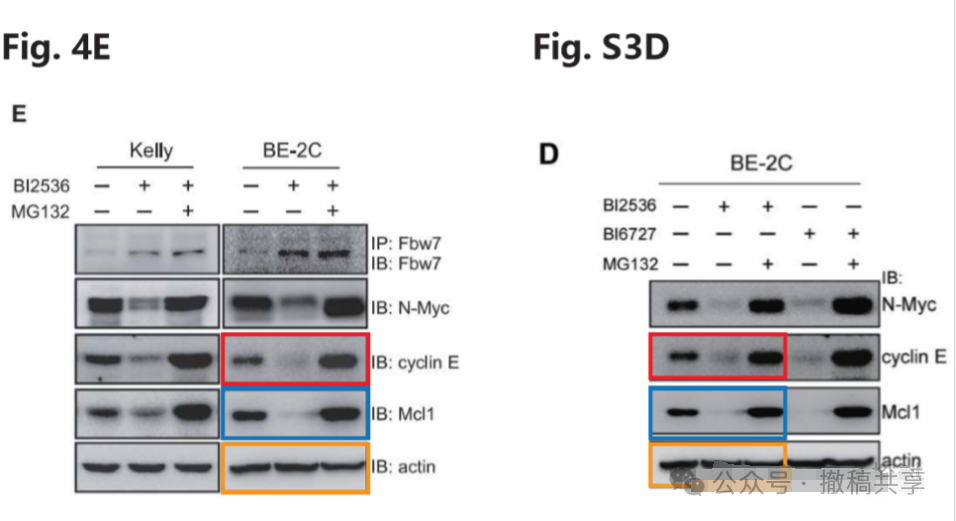 Fig. 4E
E
Kelly BE-2C
BI2536 − + + − + +
MG132 − − + − − +
IP: Fbw7
IB: Fbw7
IB: N-Myc
IB: cyclin E
IB: Mcl1
IB: actin
Fig. S3D
D
BE-2C
BI2536 − + + − −
BI6727 − − − + +
MG132 − − + − +
IB:
N-Myc
cyclin E
Mcl1
actin
公众号 · 撤稿共享